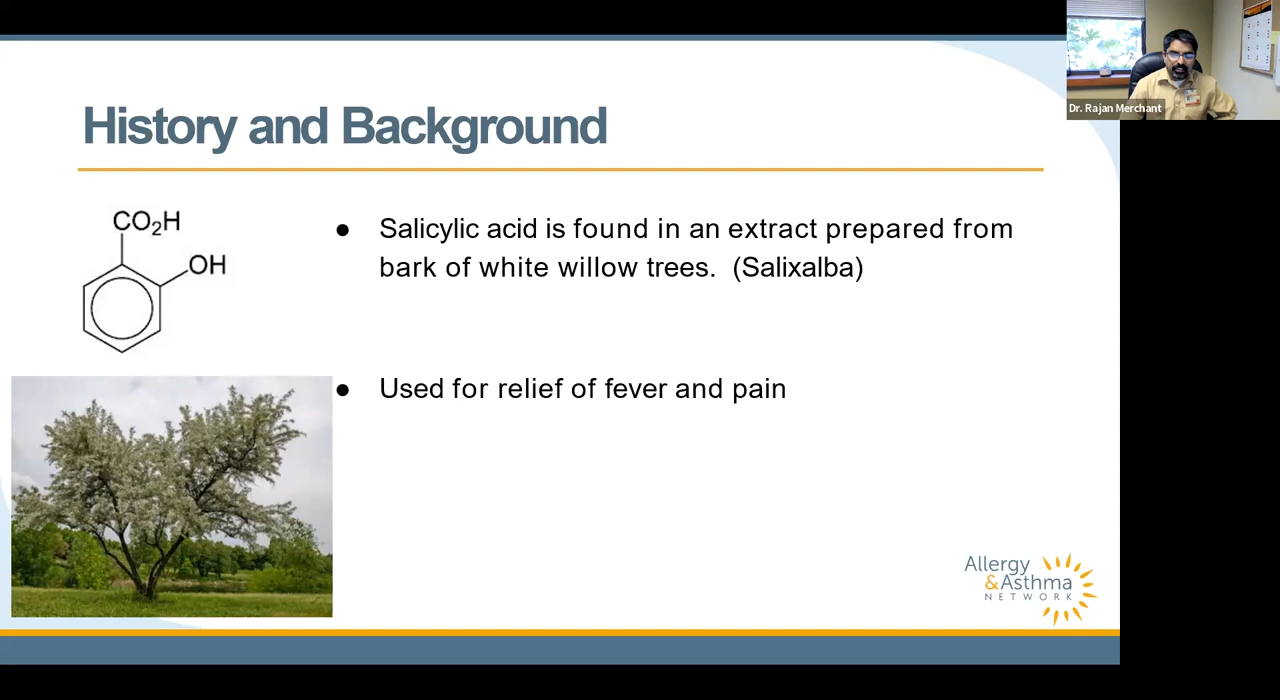 History and Background
CO₂H
OH
● Salicylic acid is found in an extract prepared from
bark of white willow trees.  (Salixalba)
● Used for relief of fever and pain
Allergy
&Asthma
NETWORK
Dr. Rajan Merchant